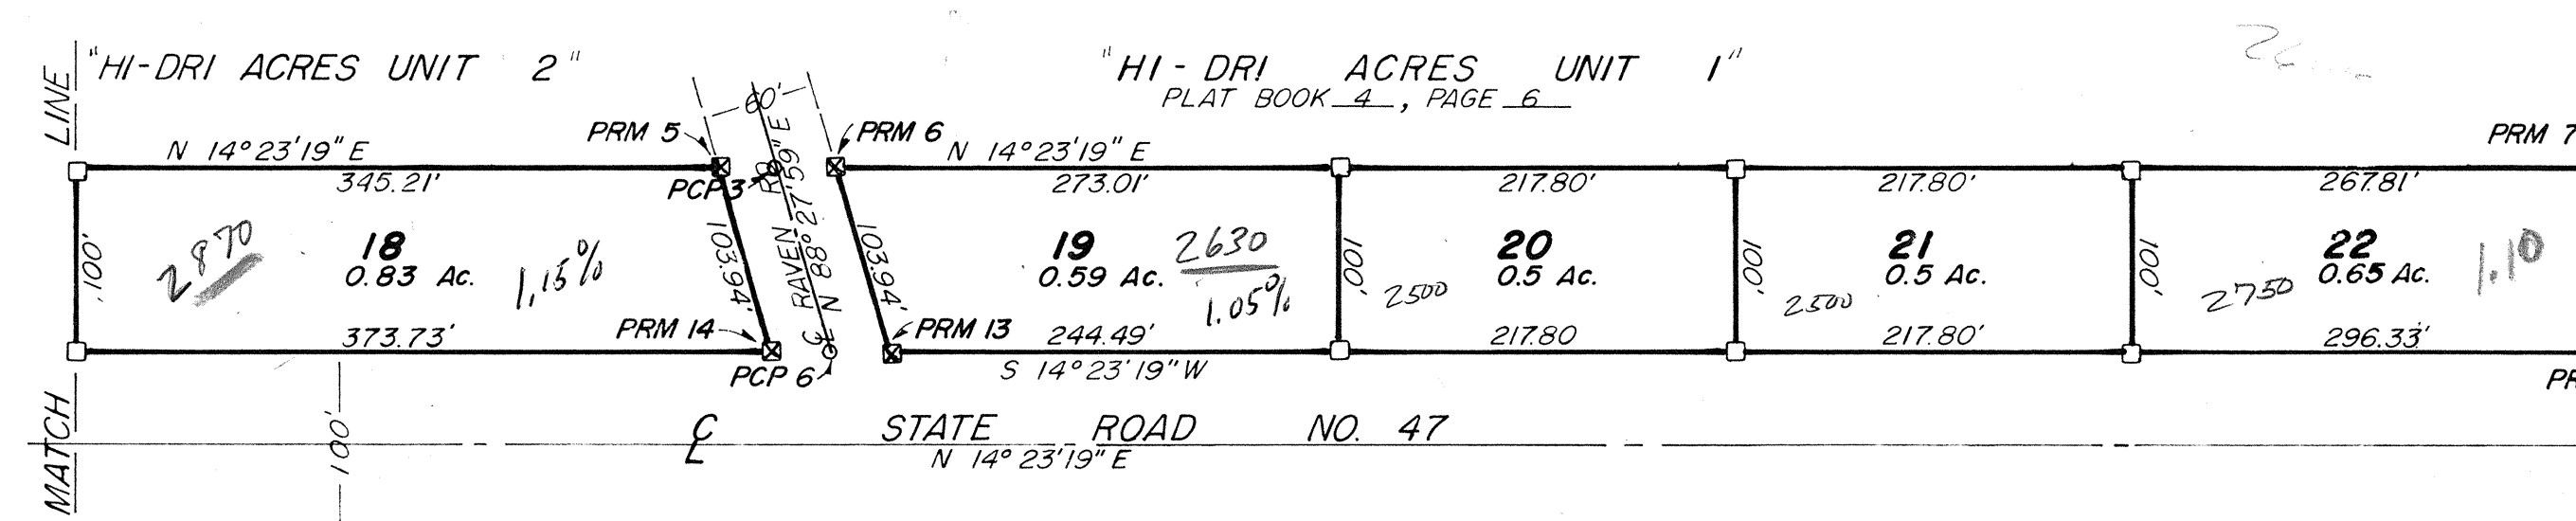 "HI-DRI ACRES UNIT 2"
"HI-DRI ACRES UNIT 1"
PLAT BOOK 4, PAGE 6
LINE
60'
PRM 5
PRM 6
PRM 7
N 14°23'19" E
N 14°23'19" E
345.21'
PCP 3
273.01'
217.80'
217.80'
267.81'
100'
2870
18
0.83 Ac.
1.15%
103.94'
℄ RAVEN RD
N 88°27'59" E
103.94'
19
0.59 Ac.
2630
1.05%
100'
2500
20
0.5 Ac.
100'
2500
21
0.5 Ac.
100'
2750
22
0.65 Ac.
1.10
373.73'
PRM 14
PRM 13
244.49'
217.80
217.80'
296.33'
PCP 6
S 14°23'19" W
MATCH
100'
℄ STATE ROAD NO. 47
N 14°23'19" E